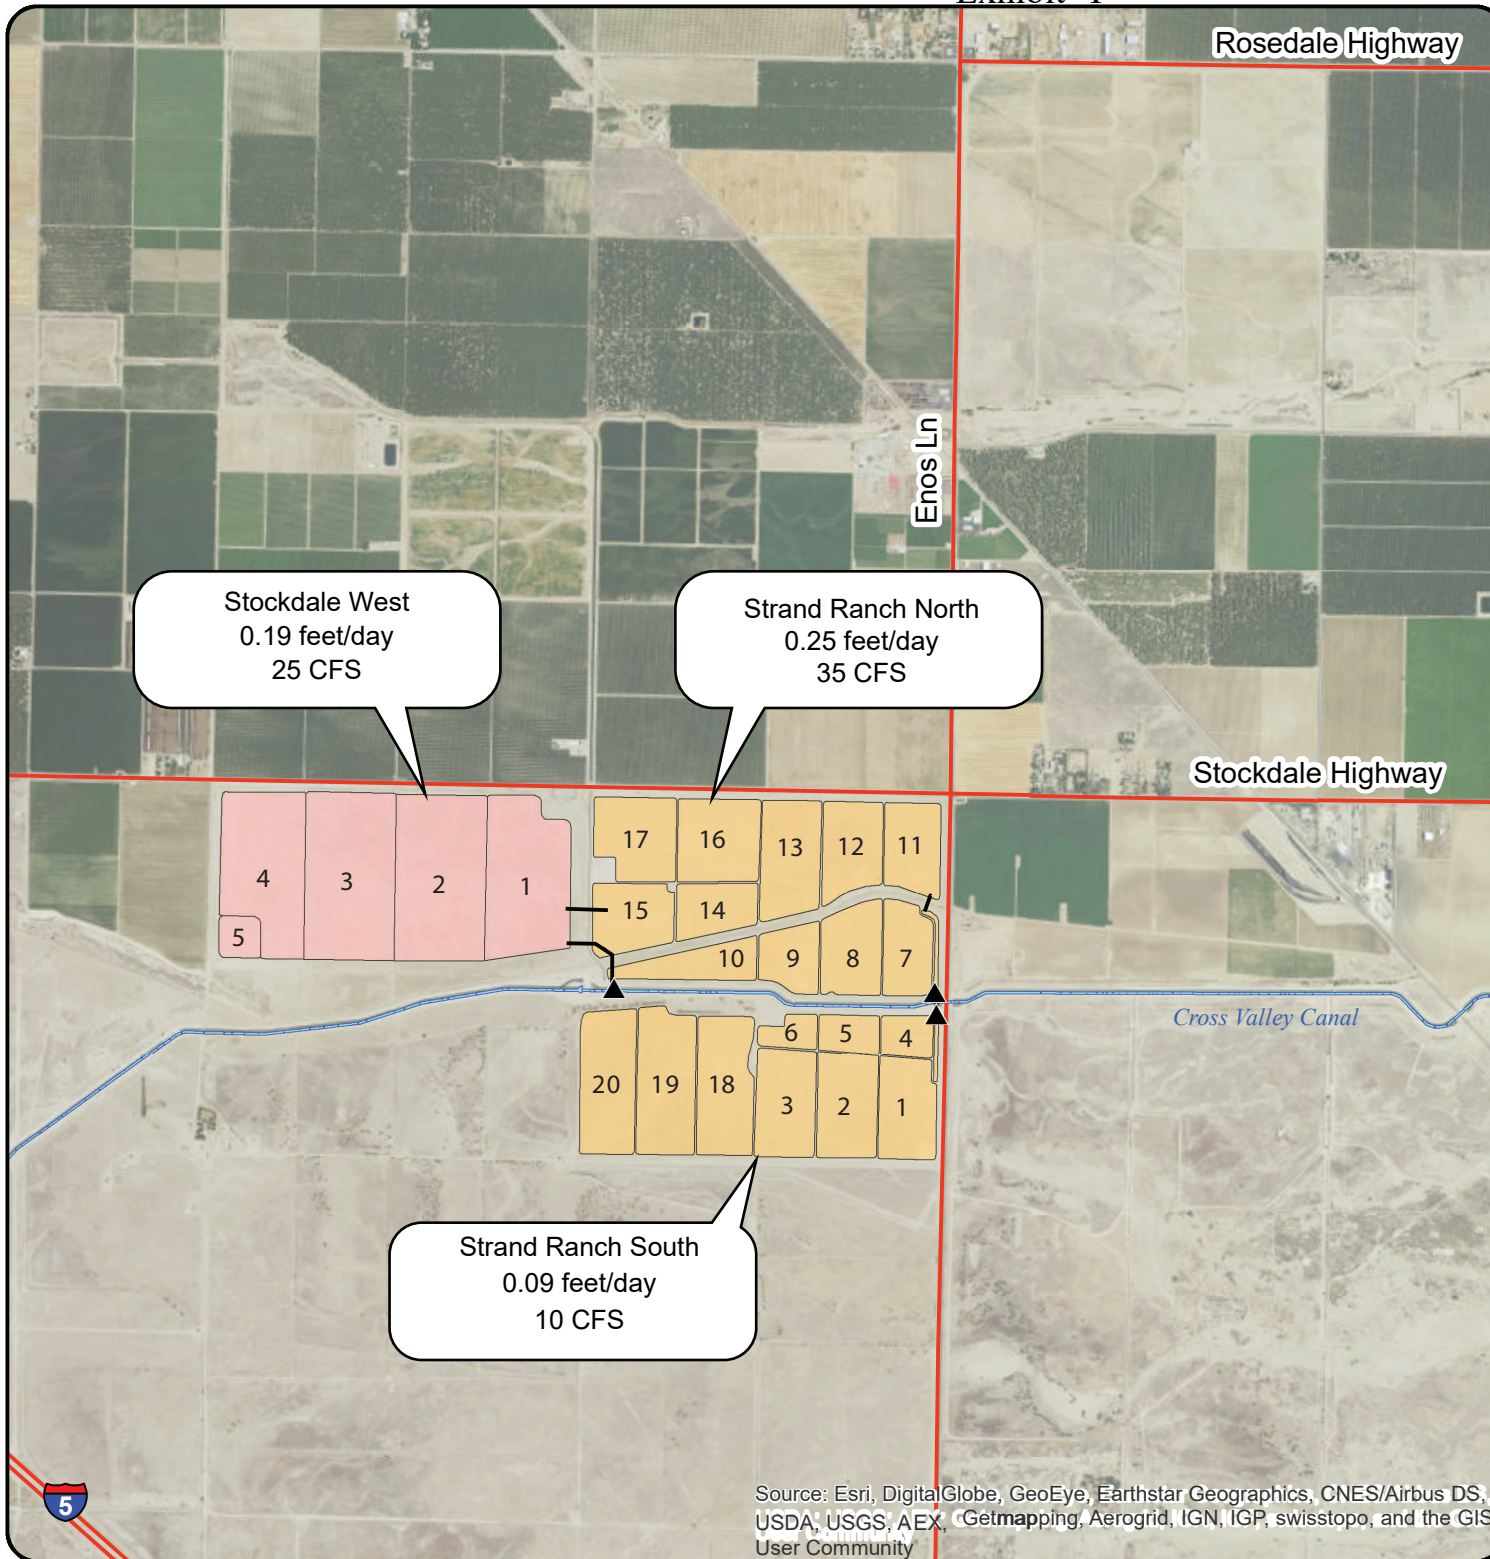 Exhibit 1
Rosedale Highway
Enos Ln
Stockdale West
0.19 feet/day
25 CFS
Strand Ranch North
0.25 feet/day
35 CFS
Stockdale Highway
17
16
13
12
11
4
3
2
1
15
14
5
10
9
8
7
Cross Valley Canal
6
5
4
20
19
18
3
2
1
Strand Ranch South
0.09 feet/day
10 CFS
5
Source: Esri, DigitalGlobe, GeoEye, Earthstar Geographics, CNES/Airbus DS,
USDA, USGS, AEX, Getmapping, Aerogrid, IGN, IGP, swisstopo, and the GIS
User Community